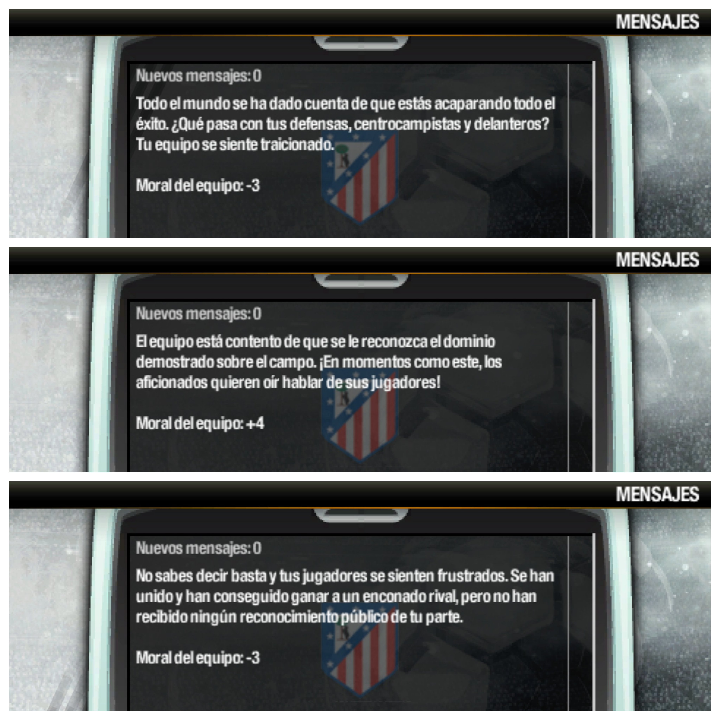 MENSAJES
Nuevos mensajes: 0
Todo el mundo se ha dado cuenta de que estás acaparando todo el
éxito. ¿Qué pasa con tus defensas, centrocampistas y delanteros?
Tu equipo se siente traicionado.
Moral del equipo: -3
MENSAJES
Nuevos mensajes: 0
El equipo está contento de que se le reconozca el dominio
demostrado sobre el campo. ¡En momentos como este, los
aficionados quieren oír hablar de sus jugadores!
Moral del equipo: +4
MENSAJES
Nuevos mensajes: 0
No sabes decir basta y tus jugadores se sienten frustrados. Se han
unido y han conseguido ganar a un enconado rival, pero no han
recibido ningún reconocimiento público de tu parte.
Moral del equipo: -3